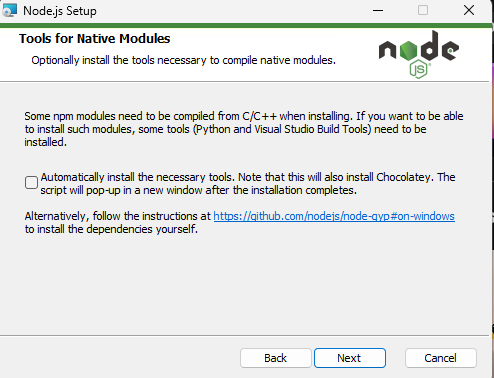 Node.js Setup
Tools for Native Modules
Optionally install the tools necessary to compile native modules.
node
JS
Some npm modules need to be compiled from C/C++ when installing. If you want to be able
to install such modules, some tools (Python and Visual Studio Build Tools) need to be
installed.
Automatically install the necessary tools. Note that this will also install Chocolatey. The
script will pop-up in a new window after the installation completes.
Alternatively, follow the instructions at https://github.com/nodejs/node-gyp#on-windows
to install the dependencies yourself.
Back Next Cancel